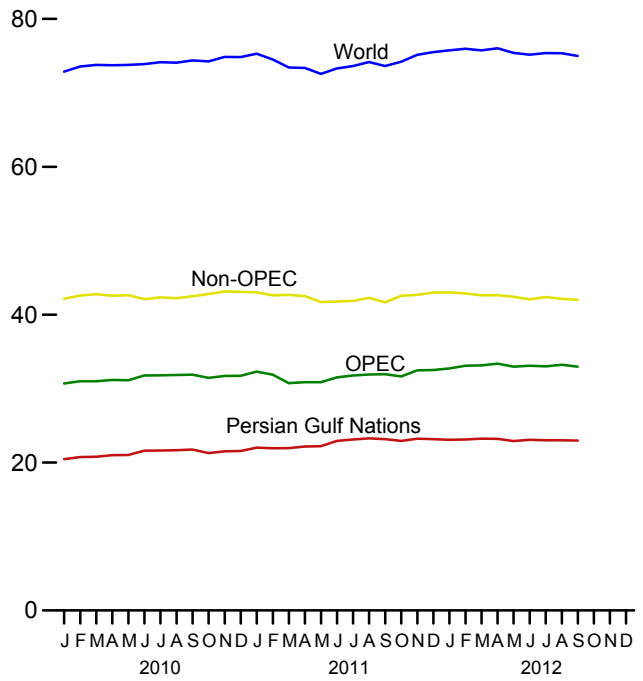 80
World
60
Non-OPEC
40
OPEC
Persian Gulf Nations
20
0
J F M A M J J A S O N D J F M A M J J A S O N D J F M A M J J A S O N D
2010 2011 2012